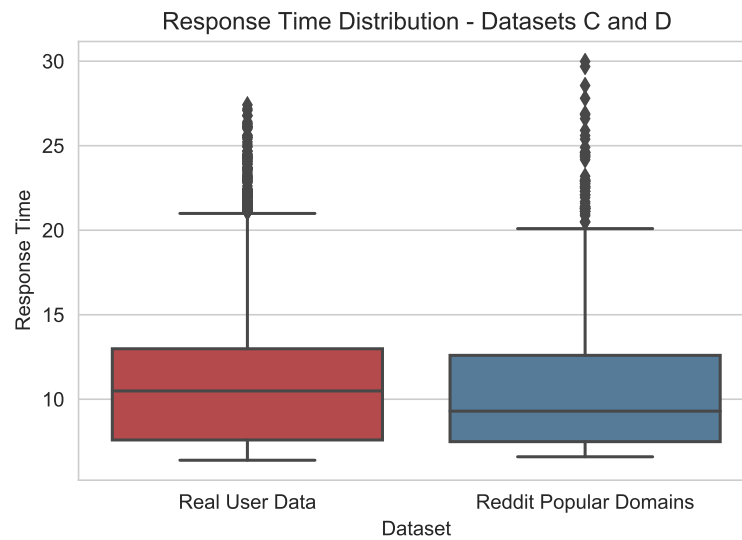 Response Time Distribution - Datasets C and D
30
25
20
15
10
Response Time
Real User Data
Reddit Popular Domains
Dataset